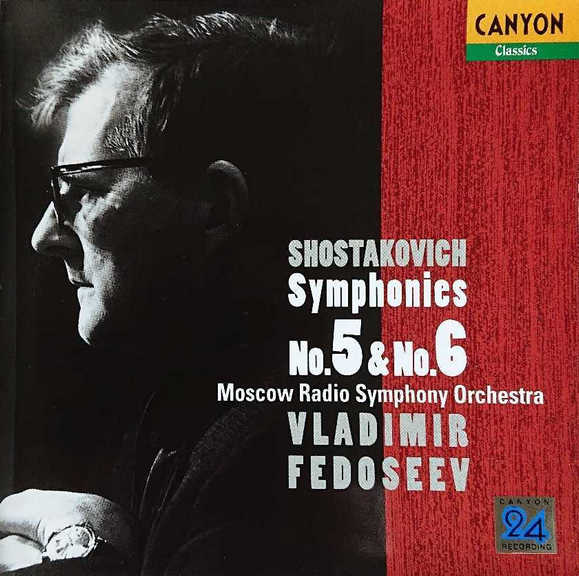 CANYON
Classics
SHOSTAKOVICH
Symphonies
No.5 & No.6
Moscow Radio Symphony Orchestra
VLADIMIR
FEDOSEEV
CANYON
24
RECORDING